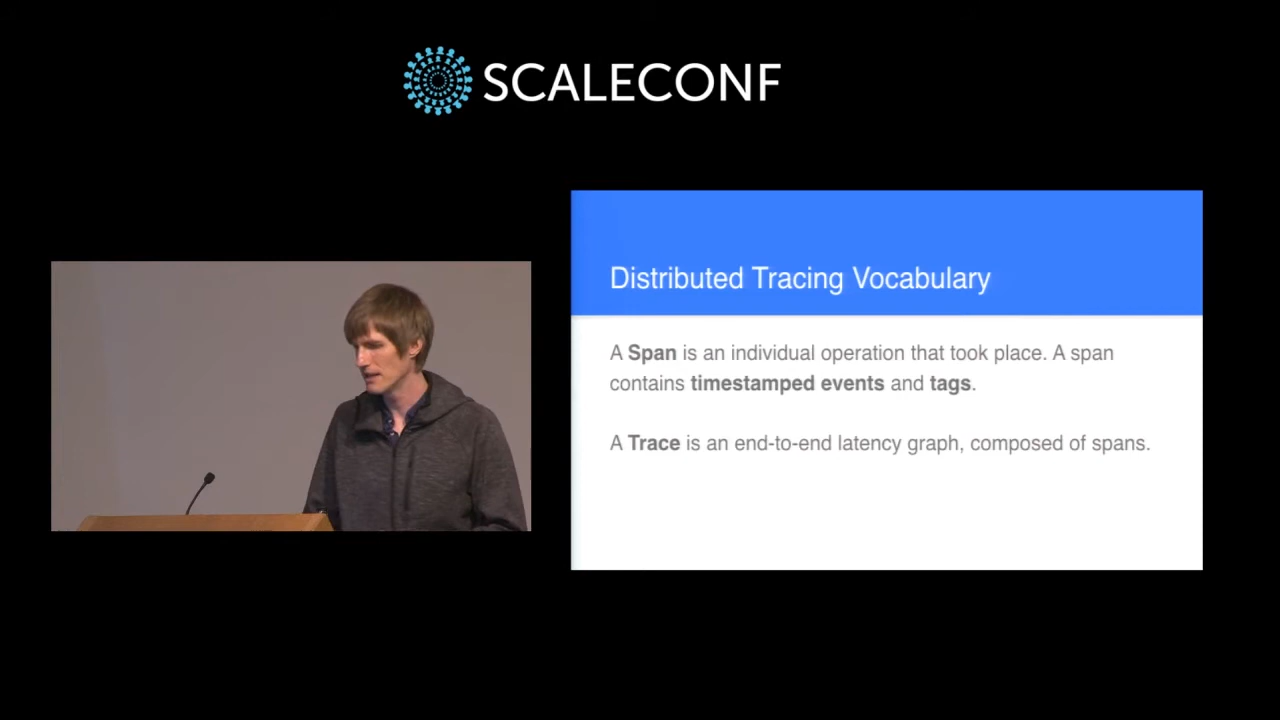 SCALECONF
Distributed Tracing Vocabulary
A Span is an individual operation that took place. A span
contains timestamped events and tags.
A Trace is an end-to-end latency graph, composed of spans.